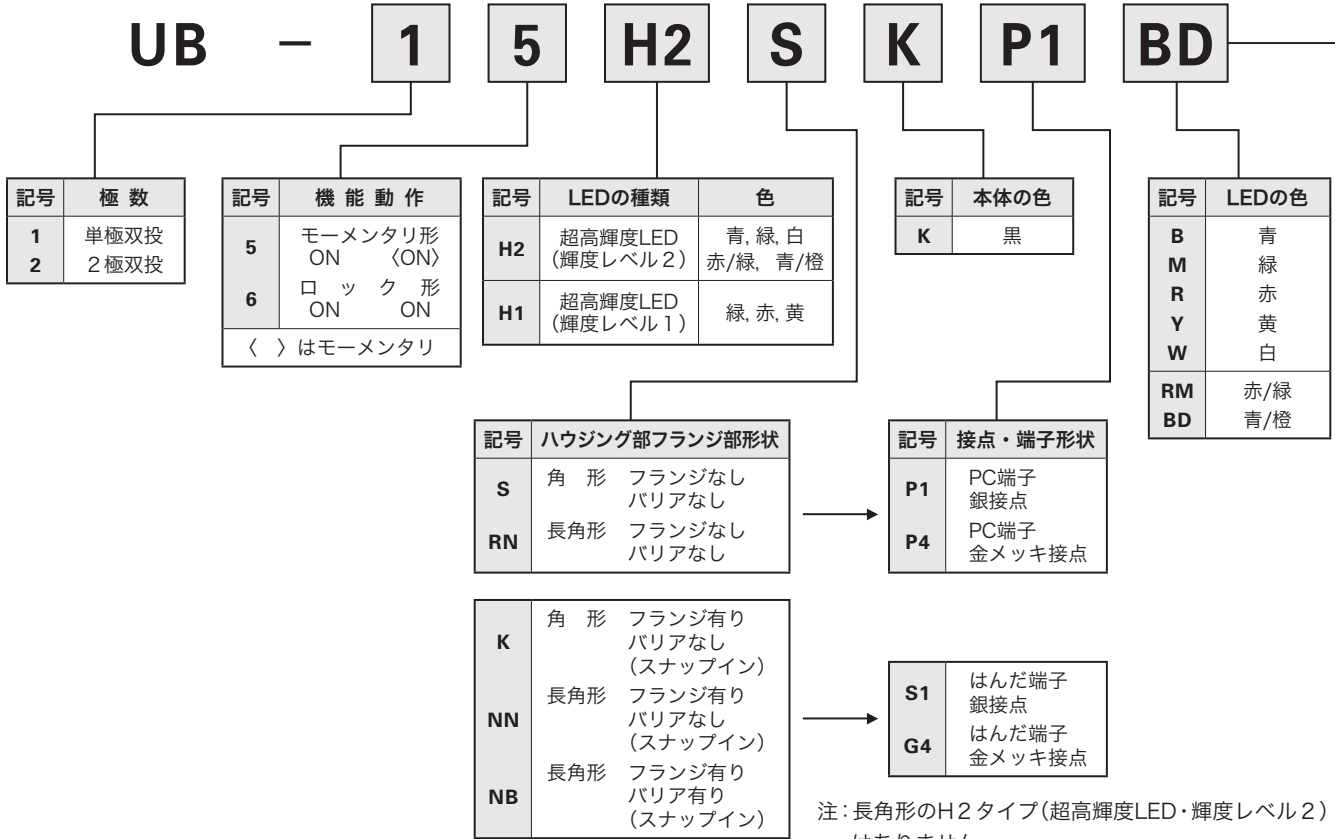 UB － 1 5 H2 S K P1 BD
記号 極 数
1 単極双投
2 ２極双投
記号 機 能 動 作
5 モーメンタリ形
ON 〈ON〉
6 ロ ッ ク 形
ON ON
〈 〉はモーメンタリ
記号 LEDの種類 色
H2 超高輝度LED 青, 緑, 白
(輝度レベル２) 赤/緑, 青/橙
H1 超高輝度LED 緑, 赤, 黄
(輝度レベル１)
記号 本体の色
K 黒
記号 LEDの色
B 青
M 緑
R 赤
Y 黄
W 白
RM 赤/緑
BD 青/橙
記号 ハウジング部フランジ部形状
S 角 形 フランジなし
バリアなし
RN 長角形 フランジなし
バリアなし
記号 接点・端子形状
P1 PC端子
銀接点
P4 PC端子
金メッキ接点
K 角 形 フランジ有り
バリアなし
(スナップイン)
NN 長角形 フランジ有り
バリアなし
(スナップイン)
NB 長角形 フランジ有り
バリア有り
(スナップイン)
S1 はんだ端子
銀接点
G4 はんだ端子
金メッキ接点
注：長角形のH２タイプ(超高輝度LED・輝度レベル２)
はありません